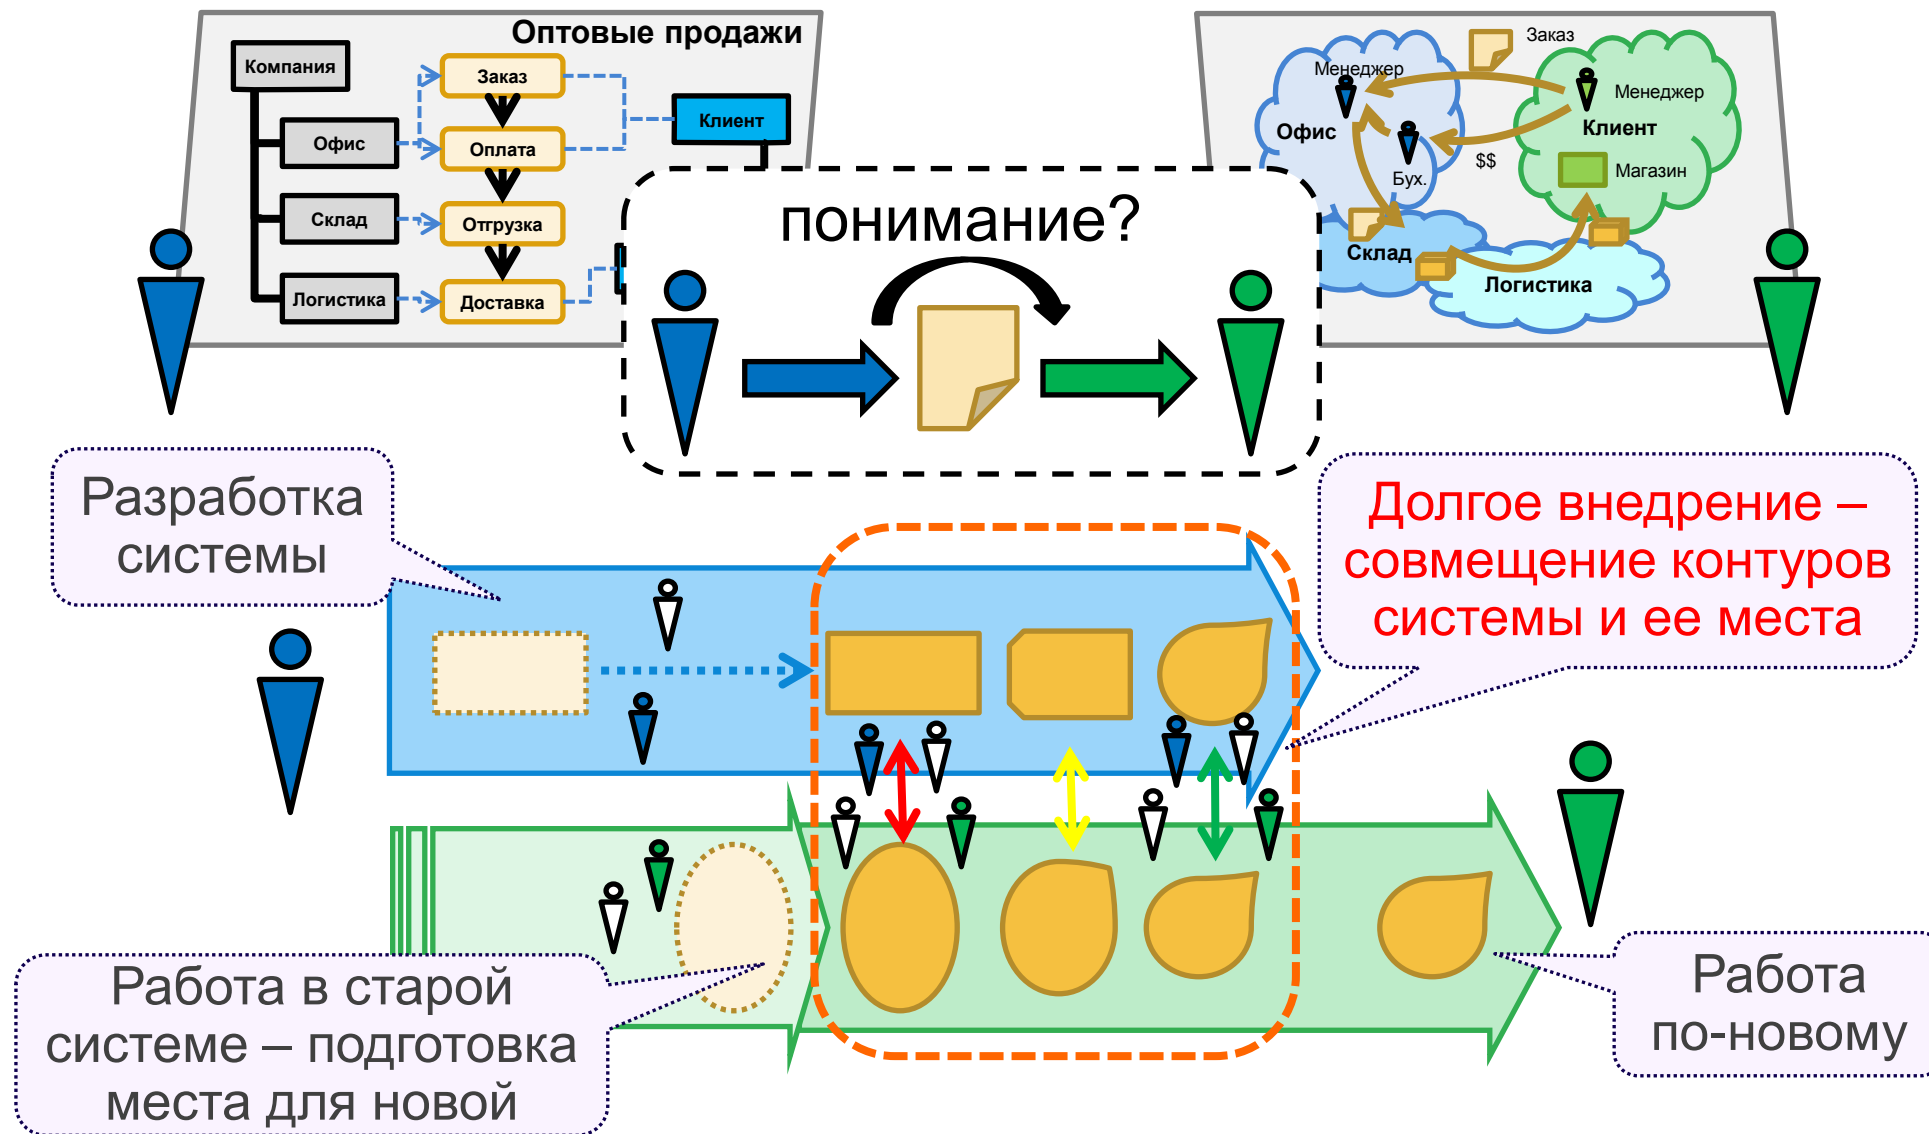 Оптовые продажи
Компания
Офис
Склад
Логистика
Заказ
Оплата
Отгрузка
Доставка
Клиент
Заказ
Менеджер
Менеджер
Офис
Клиент
Бух.
$$
Магазин
Склад
Логистика
понимание?
Разработка
системы
Долгое внедрение –
совмещение контуров
системы и ее места
Работа в старой
системе – подготовка
места для новой
Работа
по-новому